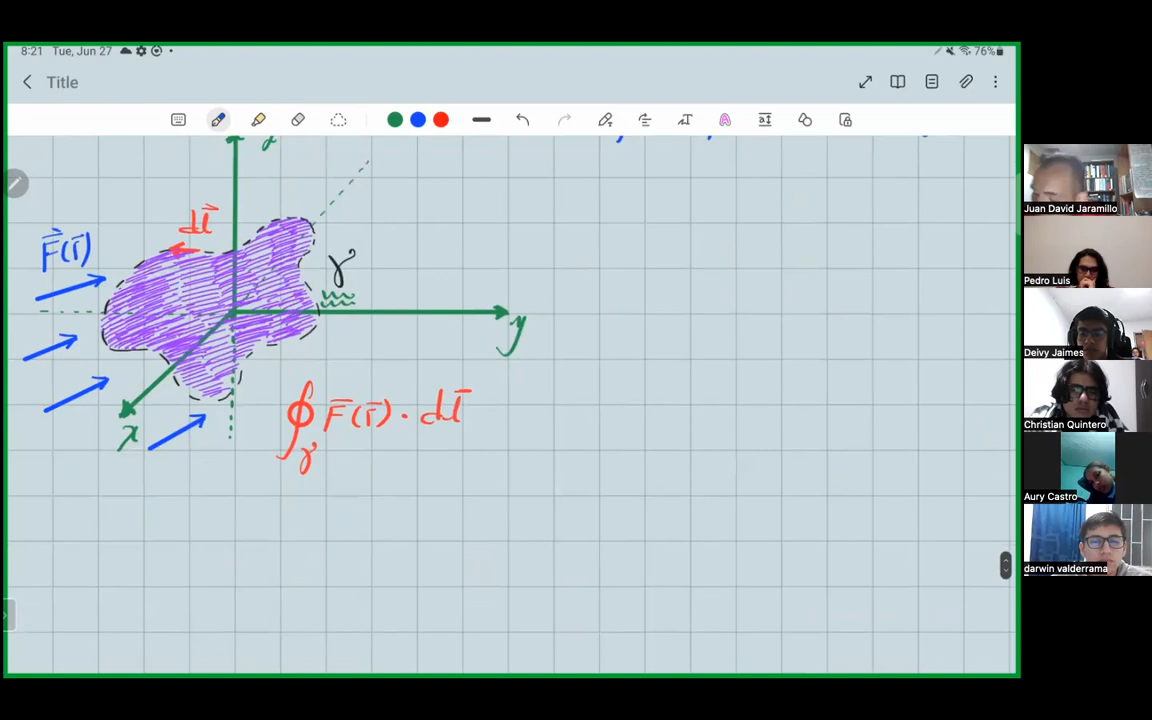 8:21 Tue, Jun 27
76%
Title
dl⃗
F⃗(r⃗)
γ
y
x
∮γ F⃗(r⃗) · dl⃗
Juan David Jaramillo
Pedro Luis
Deivy Jaimes
Christian Quintero
Aury Castro
darwin valderrama